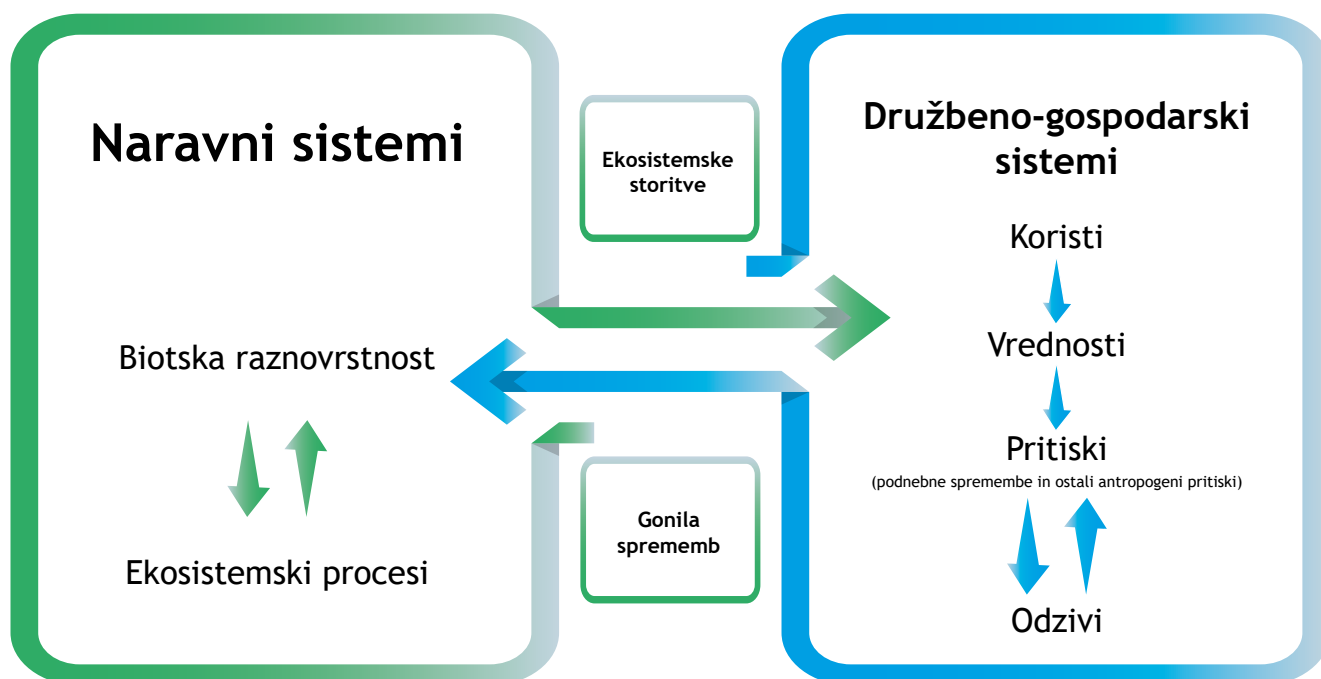 Naravni sistemi
Biotska raznovrstnost
Ekosistemski procesi
Ekosistemske
storitve
Gonila
sprememb
Družbeno-gospodarski
sistemi
Koristi
Vrednosti
Pritiski
(podnebne spremembe in ostali antropogeni pritiski)
Odzivi